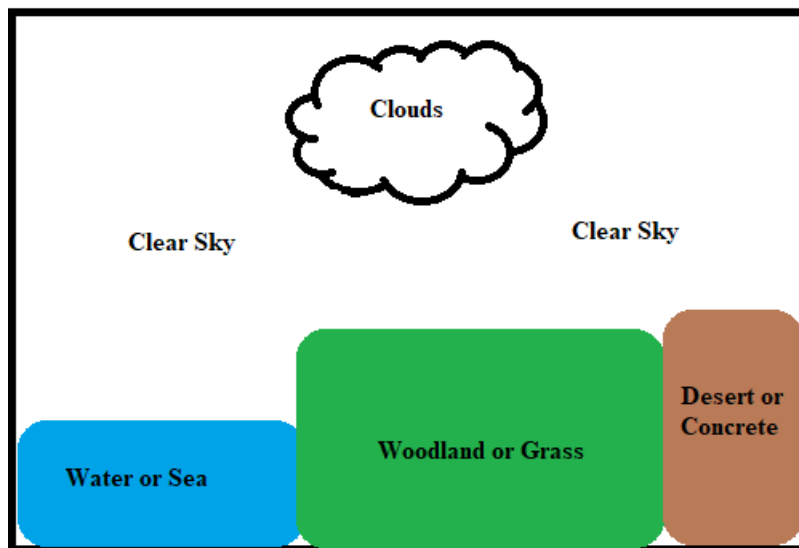 Clouds
Clear Sky
Clear Sky
Desert or
Concrete
Woodland or Grass
Water or Sea